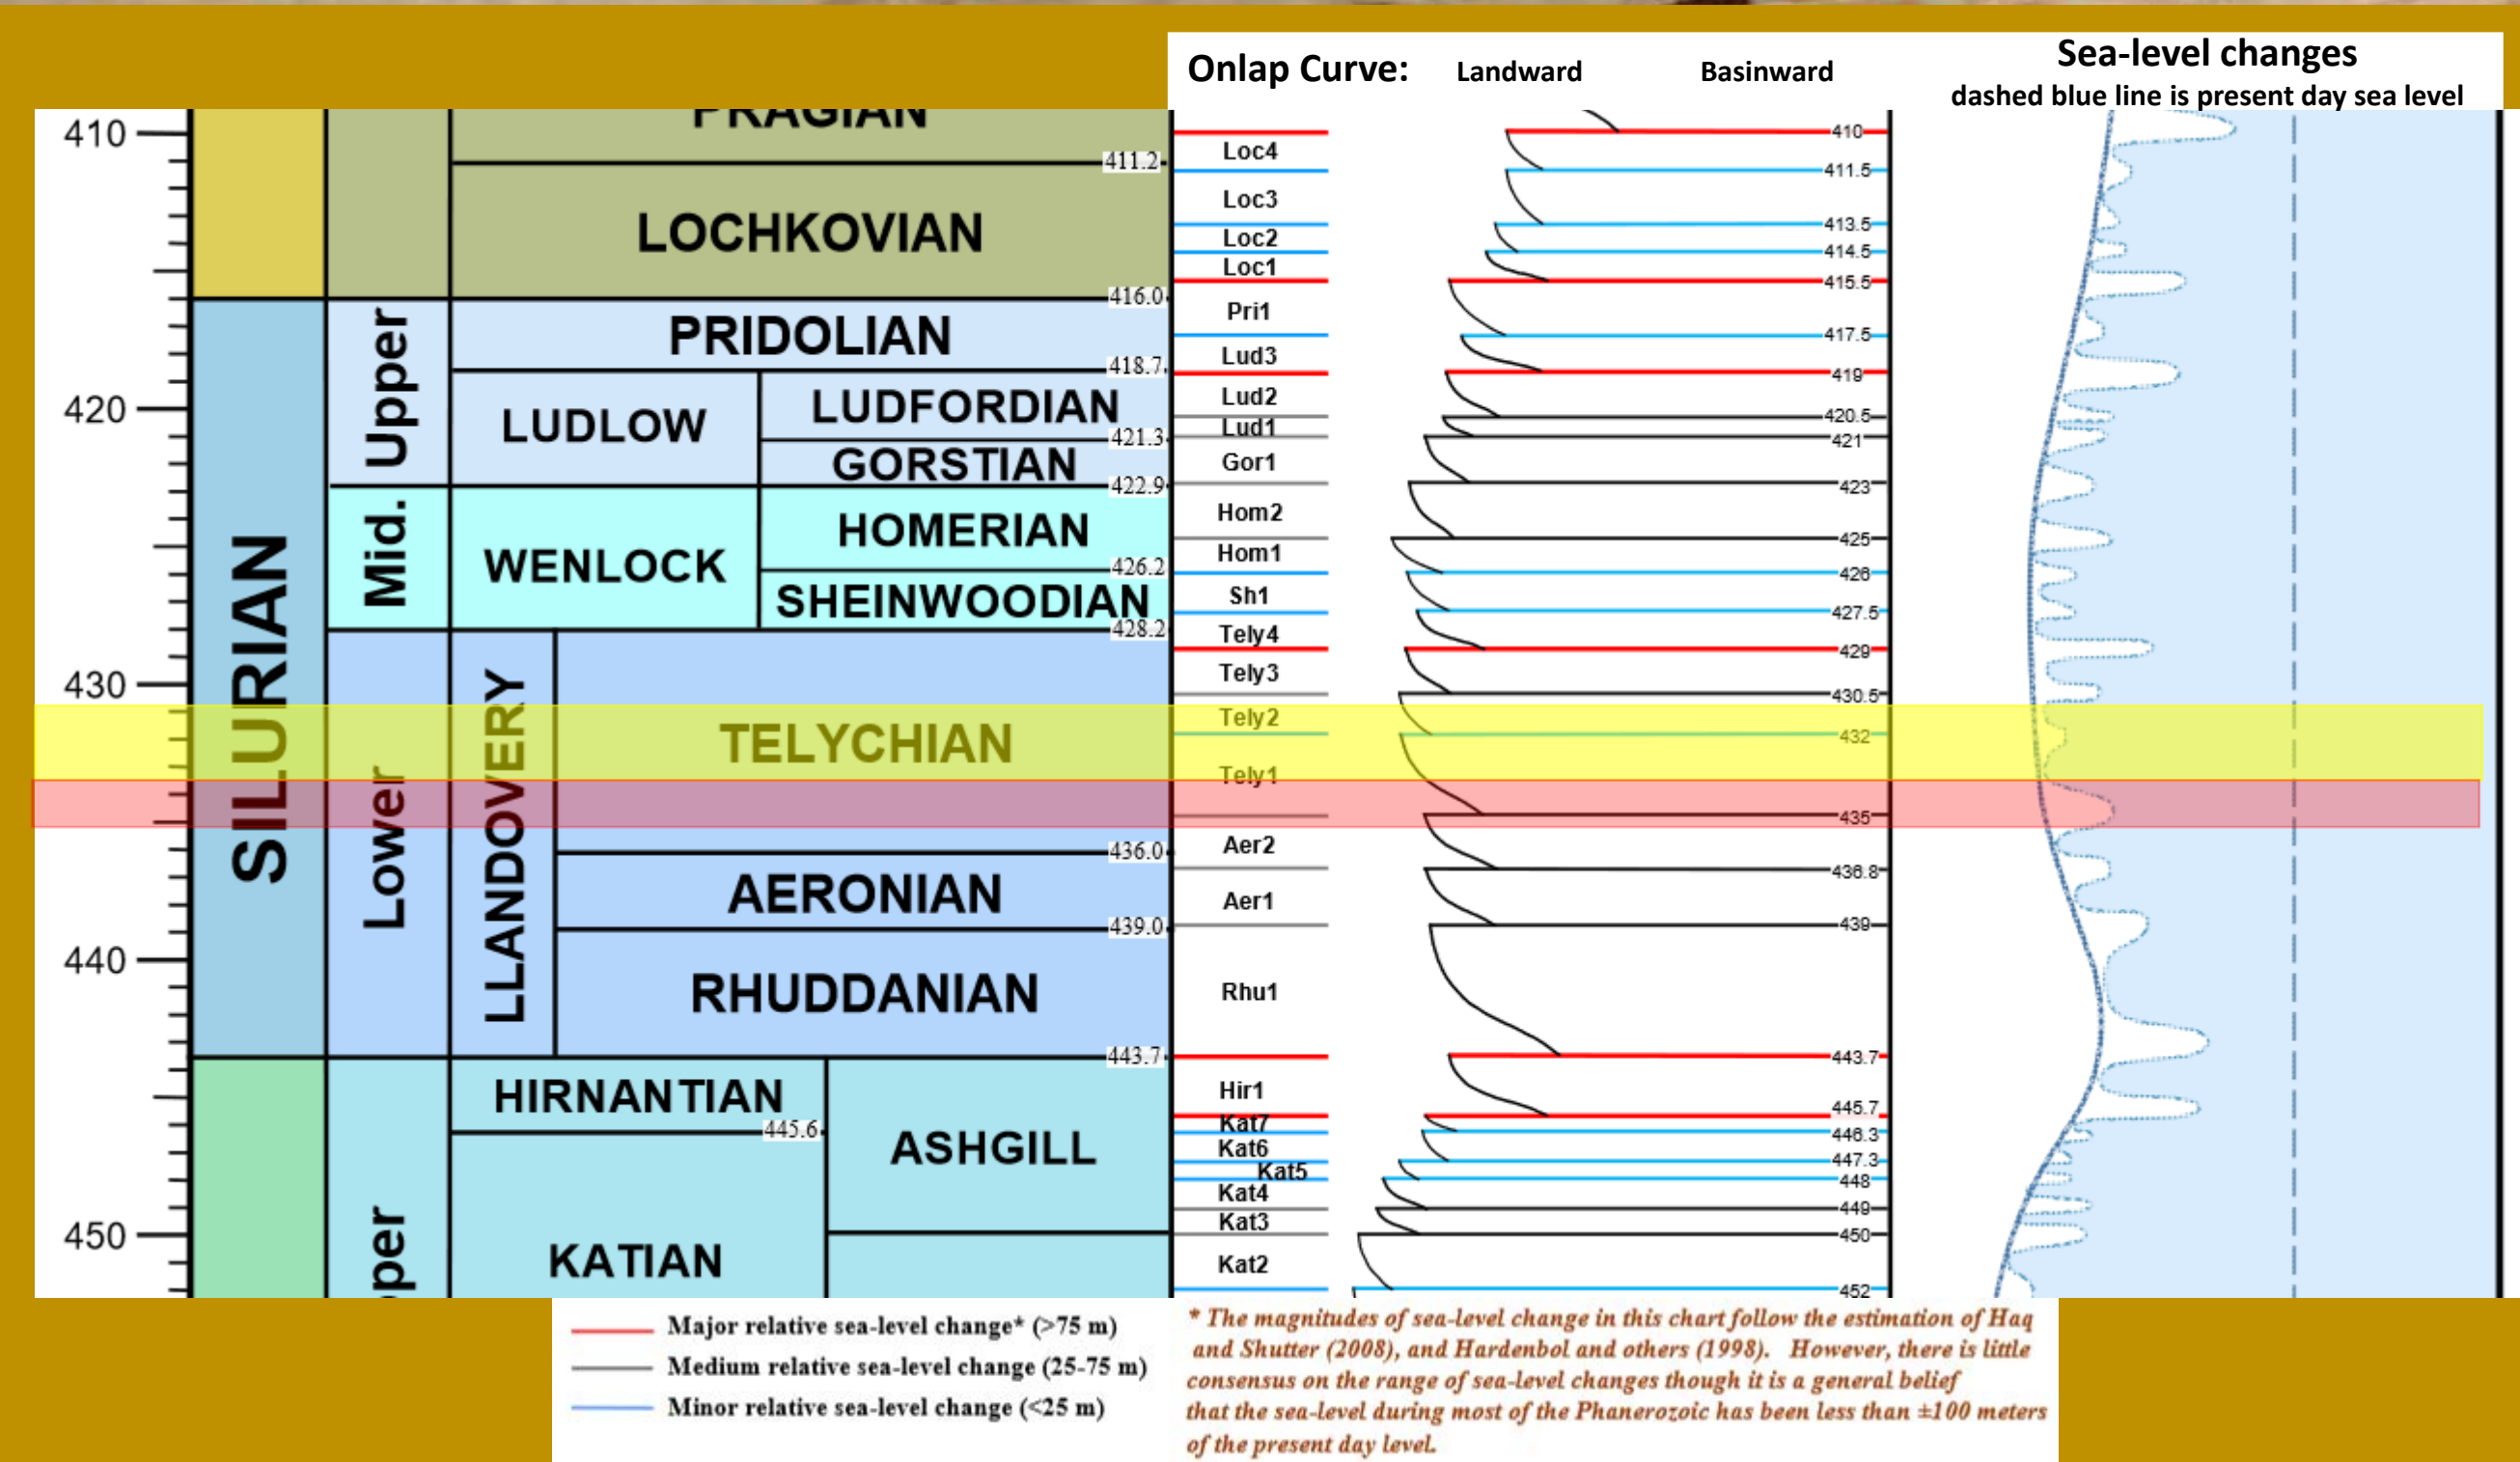 Onlap Curve: Landward Basinward
Sea-level changes
dashed blue line is present day sea level
410
420
430
440
450
SILURIAN
Upper
Mid.
Lower
pper
PRAGIAN
411.2
LOCHKOVIAN
416.0
PRIDOLIAN
418.7
LUDLOW
LUDFORDIAN
421.3
GORSTIAN
422.9
WENLOCK
HOMERIAN
426.2
SHEINWOODIAN
428.2
LLANDOVERY
TELYCHIAN
436.0
AERONIAN
439.0
RHUDDANIAN
443.7
HIRNANTIAN
445.6
ASHGILL
KATIAN
Loc4
Loc3
Loc2
Loc1
Pri1
Lud3
Lud2
Lud1
Gor1
Hom2
Hom1
Sh1
Tely4
Tely3
Tely2
Tely1
Aer2
Aer1
Rhu1
Hir1
Kat7
Kat6
Kat5
Kat4
Kat3
Kat2
410
411.5
413.5
414.5
415.5
417.5
419
420.5
421
423
425
426
427.5
429
430.5
432
435
436.8
439
443.7
445.7
446.3
447.3
448
449
450
452
Major relative sea-level change* (>75 m)
Medium relative sea-level change (25-75 m)
Minor relative sea-level change (<25 m)
* The magnitudes of sea-level change in this chart follow the estimation of Haq
and Shutter (2008), and Hardenbol and others (1998). However, there is little
consensus on the range of sea-level changes though it is a general belief
that the sea-level during most of the Phanerozoic has been less than ±100 meters
of the present day level.